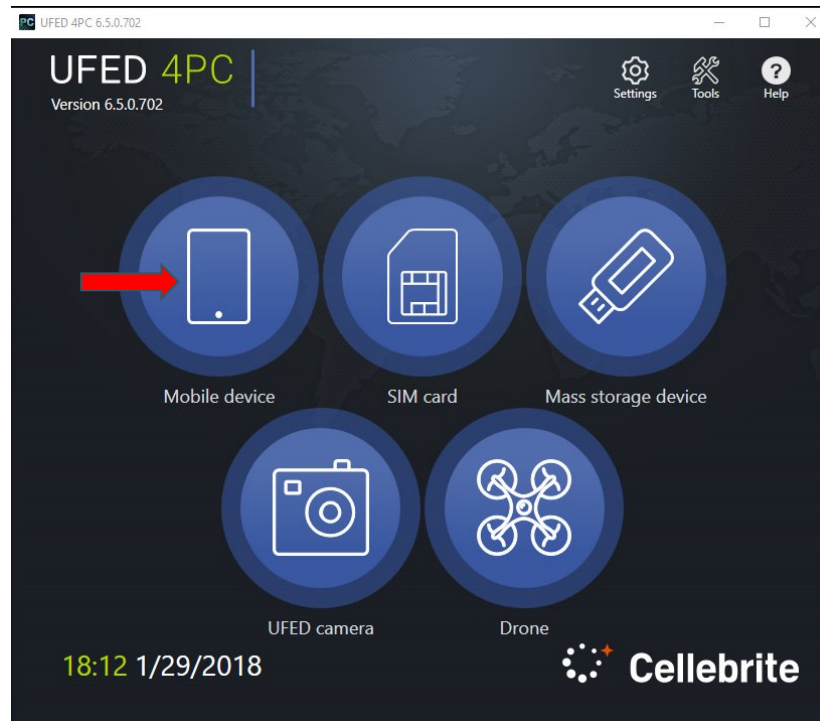 UFED 4PC 6.5.0.702
UFED 4PC
Version 6.5.0.702
Settings Tools Help
Mobile device SIM card Mass storage device
UFED camera Drone
18:12 1/29/2018
Cellebrite